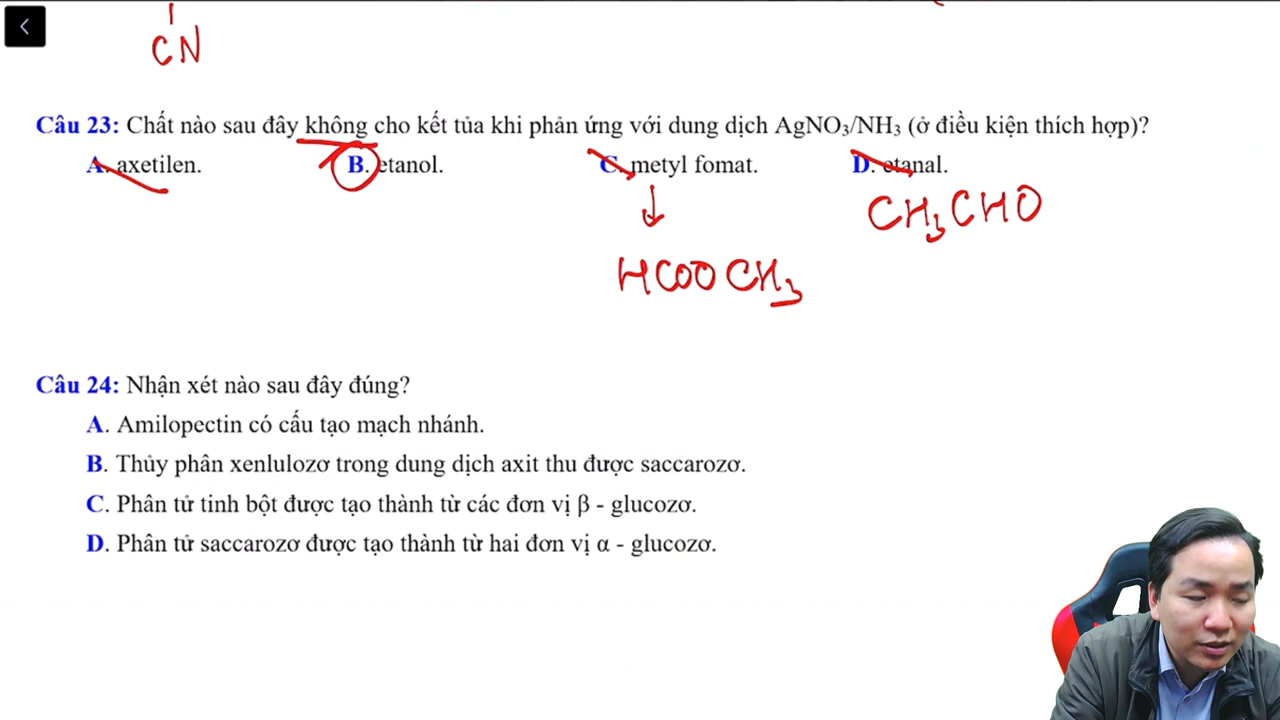 CN
Câu 23: Chất nào sau đây không cho kết tủa khi phản ứng với dung dịch AgNO₃/NH₃ (ở điều kiện thích hợp)?
A. axetilen. B. etanol. C. metyl fomat. D. etanal.
CH₃CHO
HCOOCH₃
Câu 24: Nhận xét nào sau đây đúng?
A. Amilopectin có cấu tạo mạch nhánh.
B. Thủy phân xenlulozơ trong dung dịch axit thu được saccarozơ.
C. Phân tử tinh bột được tạo thành từ các đơn vị β - glucozơ.
D. Phân tử saccarozơ được tạo thành từ hai đơn vị α - glucozơ.